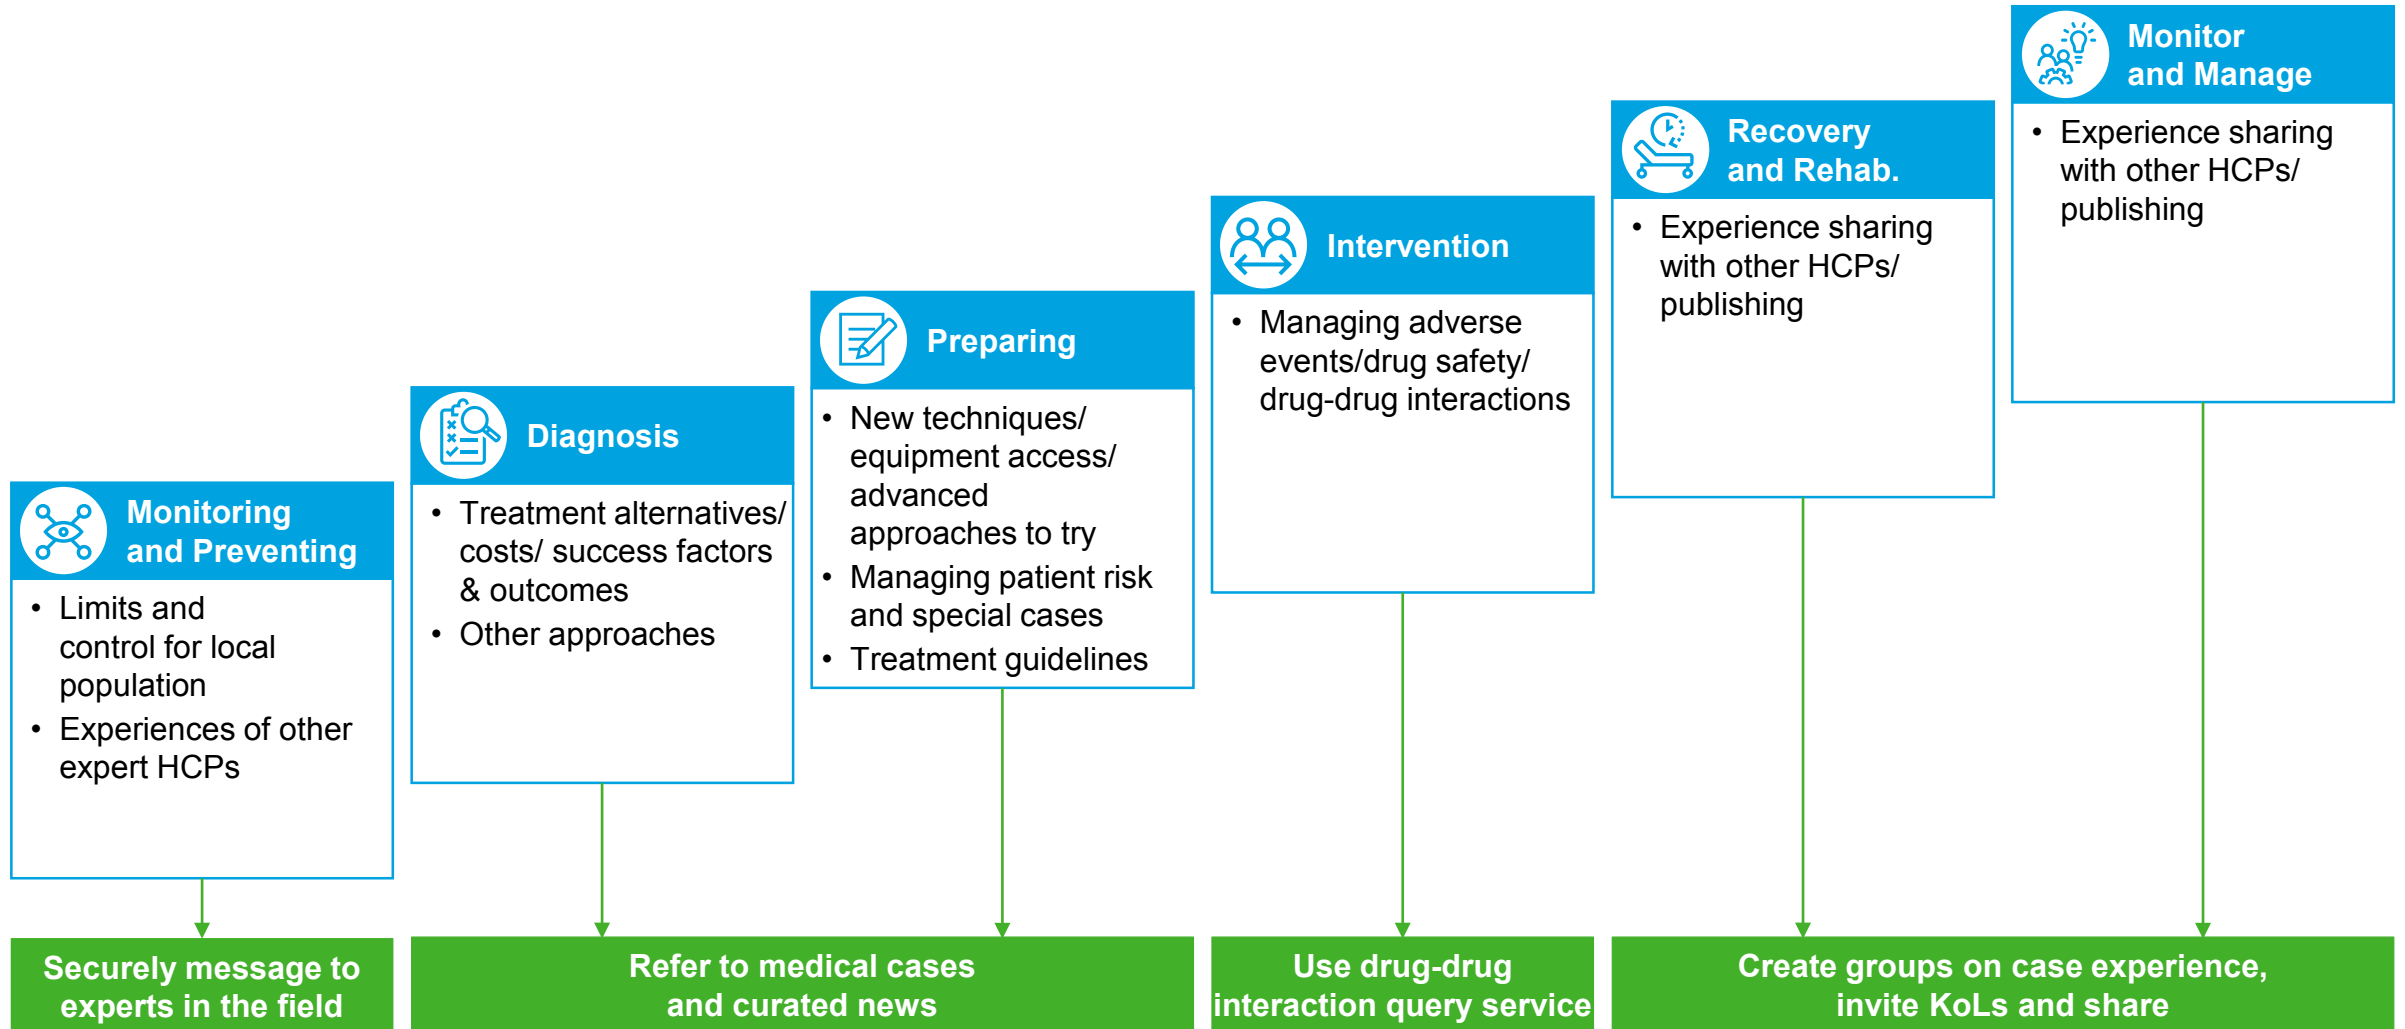 Monitoring
and Preventing
• Limits and
control for local
population
• Experiences of other
expert HCPs
Diagnosis
• Treatment alternatives/
costs/ success factors
& outcomes
• Other approaches
Preparing
• New techniques/
equipment access/
advanced
approaches to try
• Managing patient risk
and special cases
• Treatment guidelines
Intervention
• Managing adverse
events/drug safety/
drug-drug interactions
Recovery
and Rehab.
• Experience sharing
with other HCPs/
publishing
Monitor
and Manage
• Experience sharing
with other HCPs/
publishing
Securely message to
experts in the field
Refer to medical cases
and curated news
Use drug-drug
interaction query service
Create groups on case experience,
invite KoLs and share